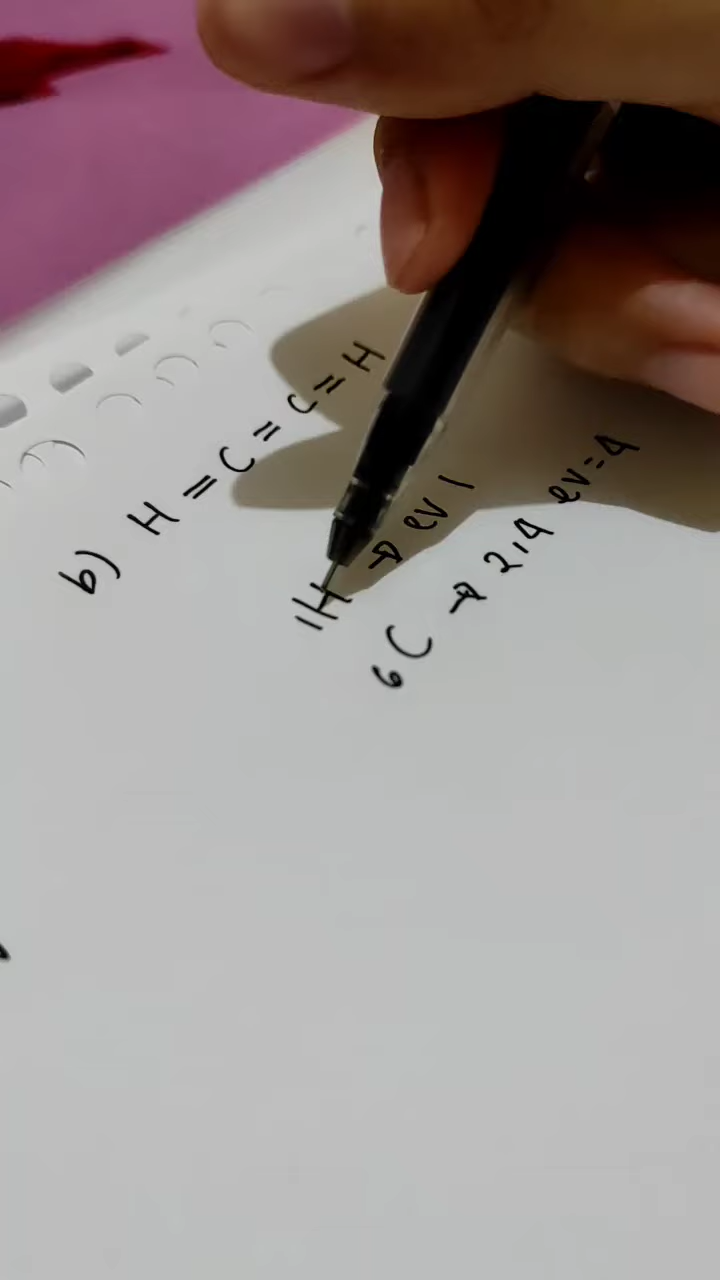 b) H = C = C = H
1H → ev 1
6C → 2,4 ev = 4